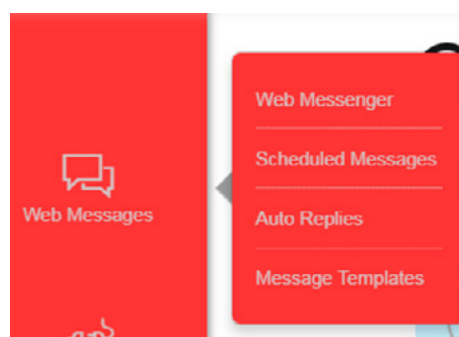 Web Messenger
Scheduled Messages
Web Messages
Auto Replies
Message Templates